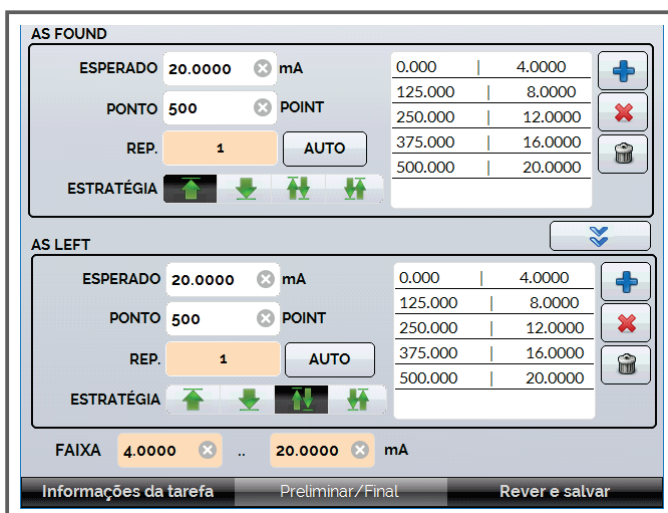 AS FOUND
ESPERADO 20.0000 mA
PONTO 500 POINT
REP. 1 AUTO
ESTRATÉGIA
0.000 | 4.0000
125.000 | 8.0000
250.000 | 12.0000
375.000 | 16.0000
500.000 | 20.0000
AS LEFT
ESPERADO 20.0000 mA
PONTO 500 POINT
REP. 1 AUTO
ESTRATÉGIA
0.000 | 4.0000
125.000 | 8.0000
250.000 | 12.0000
375.000 | 16.0000
500.000 | 20.0000
FAIXA 4.0000 .. 20.0000 mA
Informações da tarefa Preliminar/Final Rever e salvar